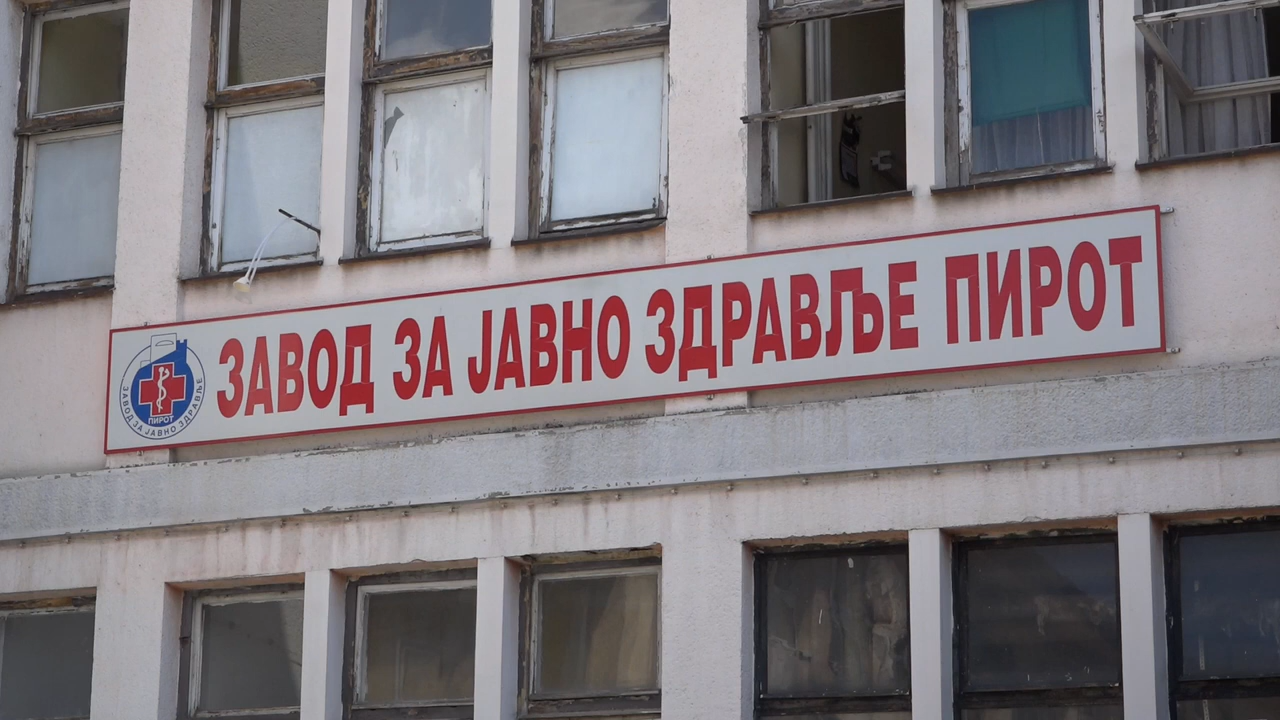 ЗАВОД ЗА ЈАВНО ЗДРАВЉЕ ПИРОТ
ПИРОТ
ЗАВОД ЗА ЈАВНО ЗДРАВЉЕ